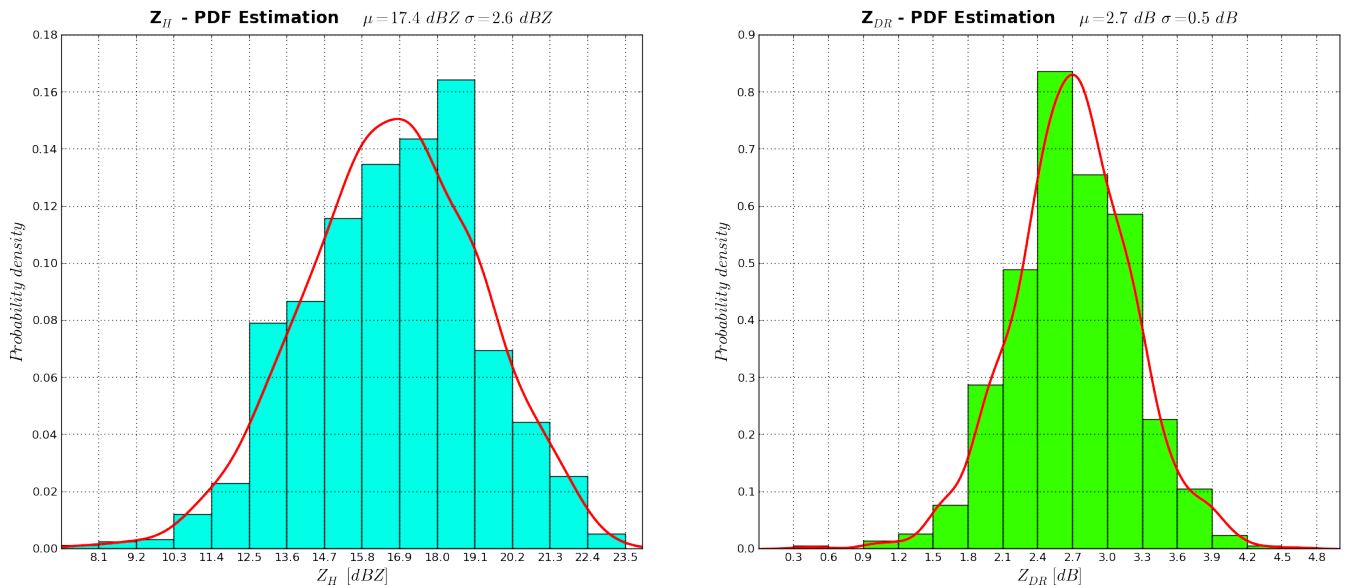 Z_H - PDF Estimation μ=17.4 dBZ σ=2.6 dBZ
0.18
0.16
0.14
0.12
0.10
0.08
0.06
0.04
0.02
0.00
Probability density
8.1 9.2 10.3 11.4 12.5 13.6 14.7 15.8 16.9 18.0 19.1 20.2 21.3 22.4 23.5
Z_H [dBZ]
Z_DR - PDF Estimation μ=2.7 dB σ=0.5 dB
0.9
0.8
0.7
0.6
0.5
0.4
0.3
0.2
0.1
0.0
Probability density
0.3 0.6 0.9 1.2 1.5 1.8 2.1 2.4 2.7 3.0 3.3 3.6 3.9 4.2 4.5 4.8
Z_DR [dB]